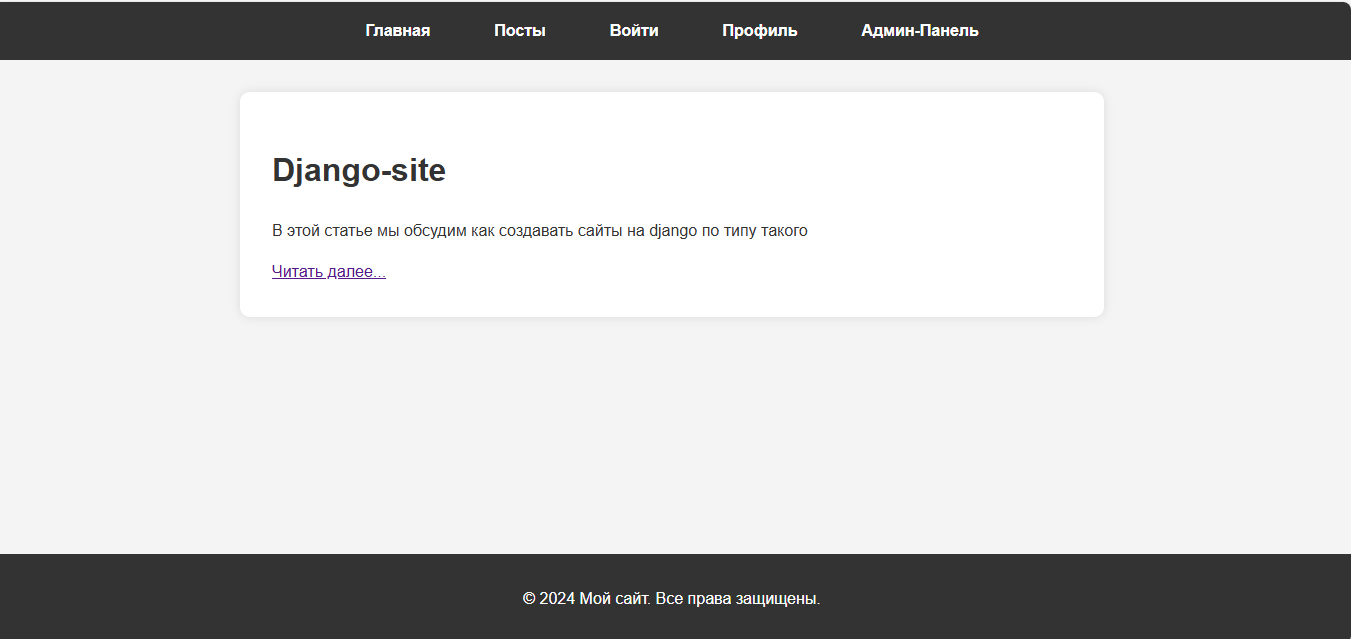 Главная Посты Войти Профиль Админ-Панель
Django-site
В этой статье мы обсудим как создавать сайты на django по типу такого
Читать далее...
© 2024 Мой сайт. Все права защищены.